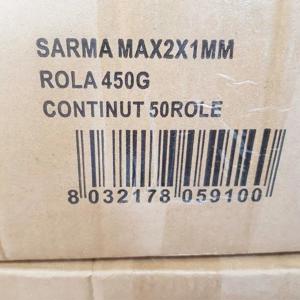 SARMA MAX2X1MM
ROLA 450G
CONTINUT 50ROLE
8 032178 059100